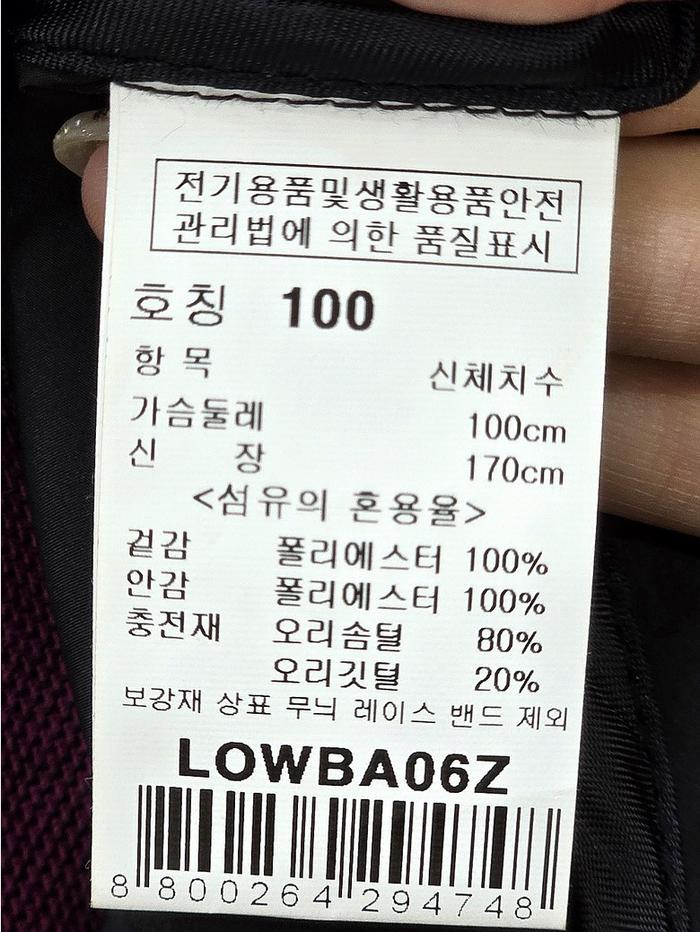 전기용품및생활용품안전
관리법에 의한 품질표시
호칭 100
항 목 신체치수
가슴둘레 100cm
신 장 170cm
<섬유의 혼용율>
겉감 폴리에스터 100%
안감 폴리에스터 100%
충전재 오리솜털 80%
오리깃털 20%
보강재 상표 무늬 레이스 밴드 제외
LOWBA06Z
8 800264 294748